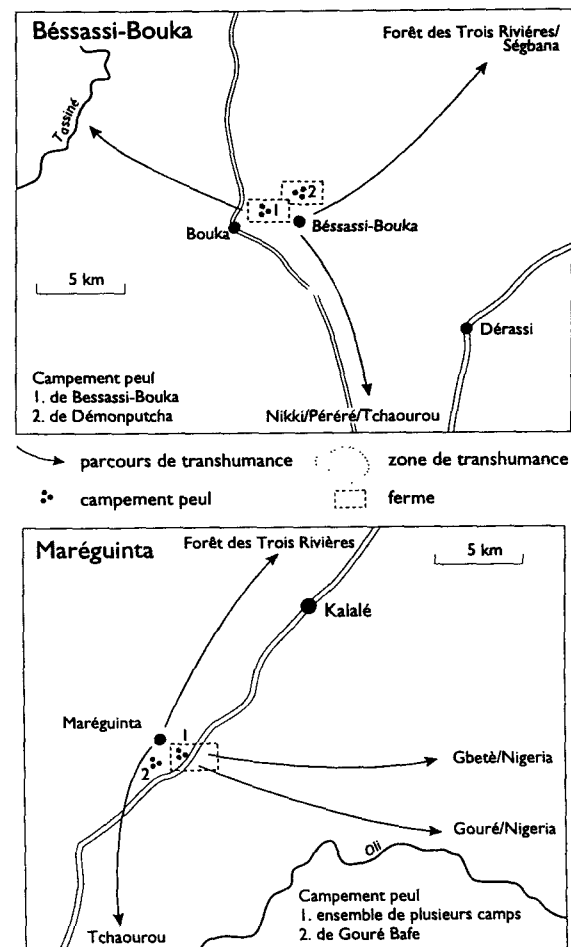 Béssassi-Bouka
Forêt des Trois Riviéres/
Ségbana
Tassiné
2
1
Bouka
Béssassi-Bouka
5 km
Dérassi
Campement peul
1. de Bessassi-Bouka
2. de Démonputcha
Nikki/Péréré/Tchaourou
parcours de transhumance
zone de transhumance
campement peul
ferme
Maréguinta
Forêt des Trois Rivières
5 km
Kalalé
Maréguinta
1
2
Gbetè/Nigeria
Gouré/Nigeria
Oli
Campement peul
1. ensemble de plusieurs camps
2. de Gouré Bafe
Tchaourou